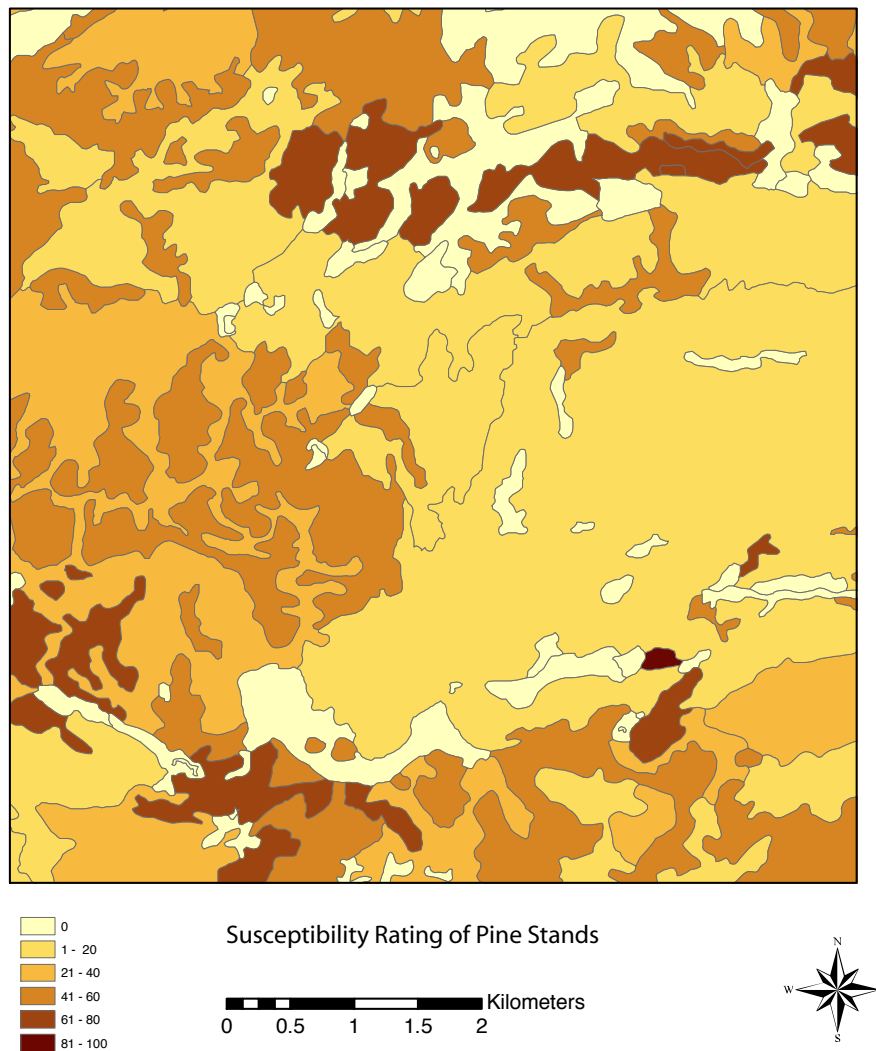 0
1 - 20
21 - 40
41 - 60
61 - 80
81 - 100
Susceptibility Rating of Pine Stands
Kilometers
0 0.5 1 1.5 2
N
W
S